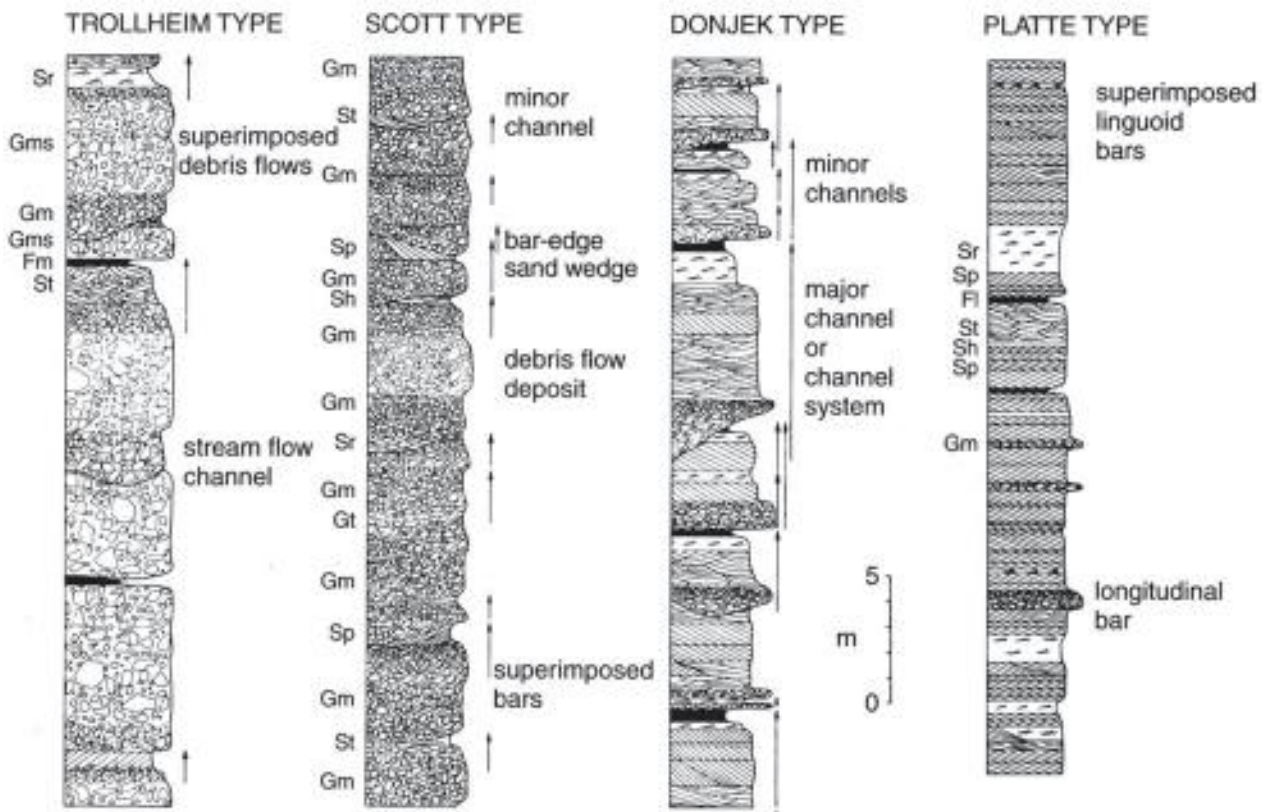 TROLLHEIM TYPE
Sr
Gms
superimposed
debris flows
Gm
Gms
Fm
St
stream flow
channel
SCOTT TYPE
Gm
St
minor
channel
Gm
Sp
bar-edge
sand wedge
Gm
Sh
Gm
debris flow
deposit
Gm
Sr
Gm
Gt
Gm
Sp
superimposed
bars
Gm
St
Gm
DONJEK TYPE
minor
channels
major
channel
or
channel
system
5
m
0
PLATTE TYPE
superimposed
linguoid
bars
Sr
Sp
Fl
St
Sh
Sp
Gm
longitudinal
bar